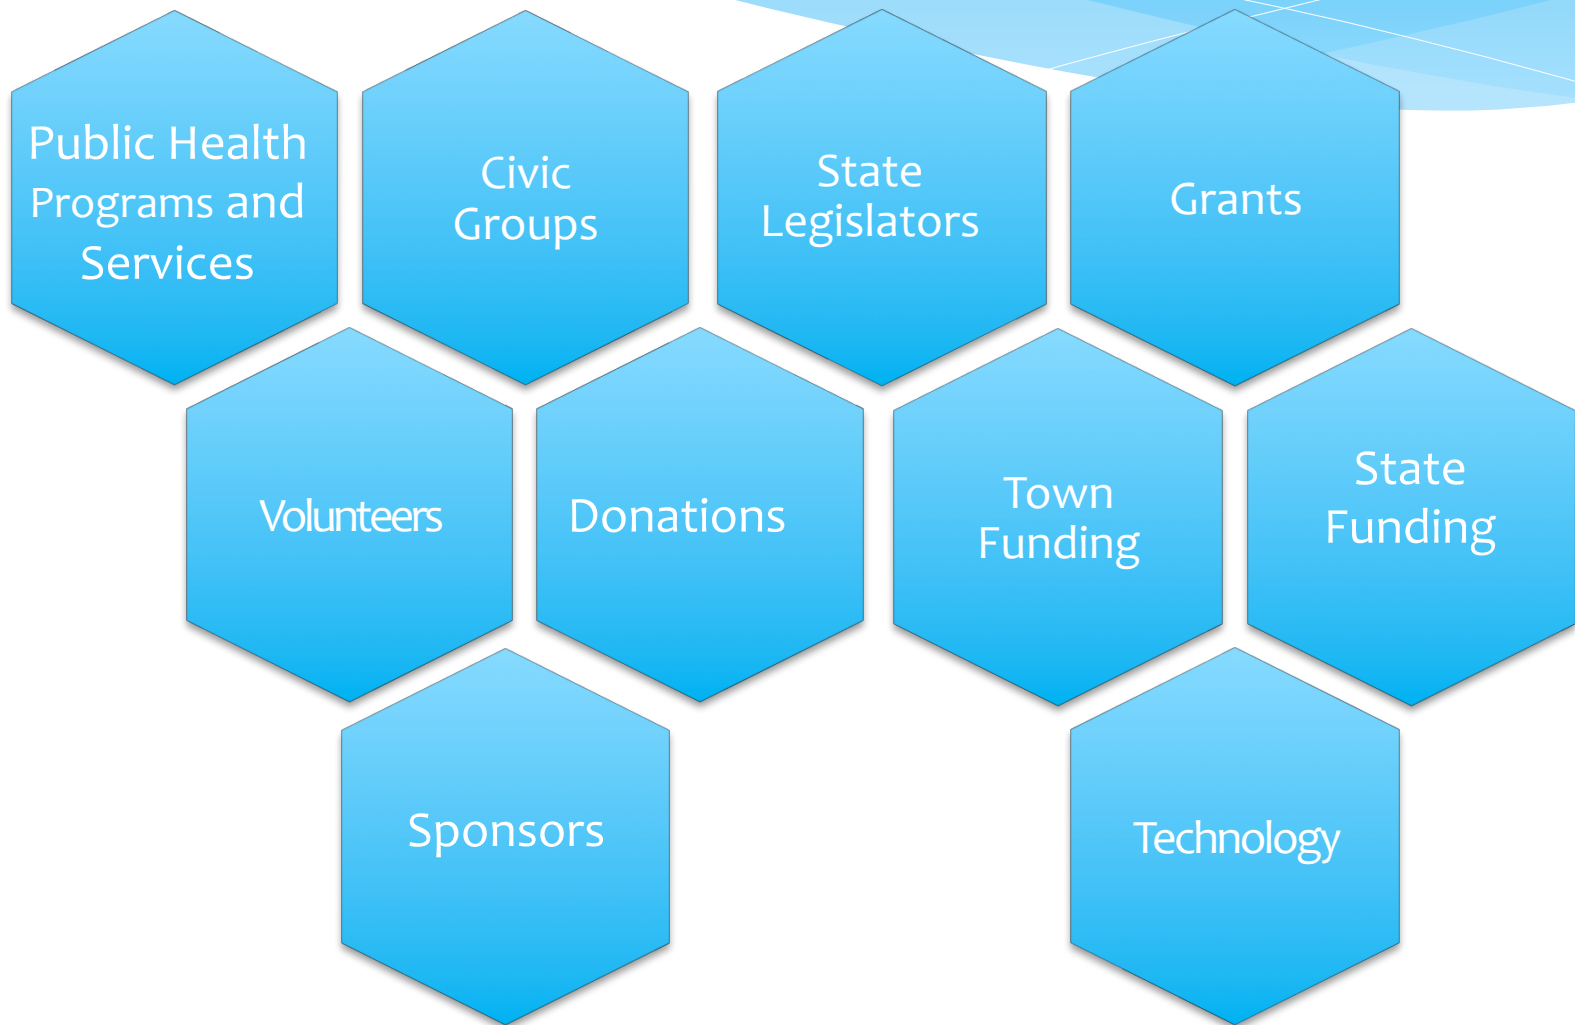 Public Health
Programs and
Services
Civic
Groups
State
Legislators
Grants
Volunteers
Donations
Town
Funding
State
Funding
Sponsors
Technology